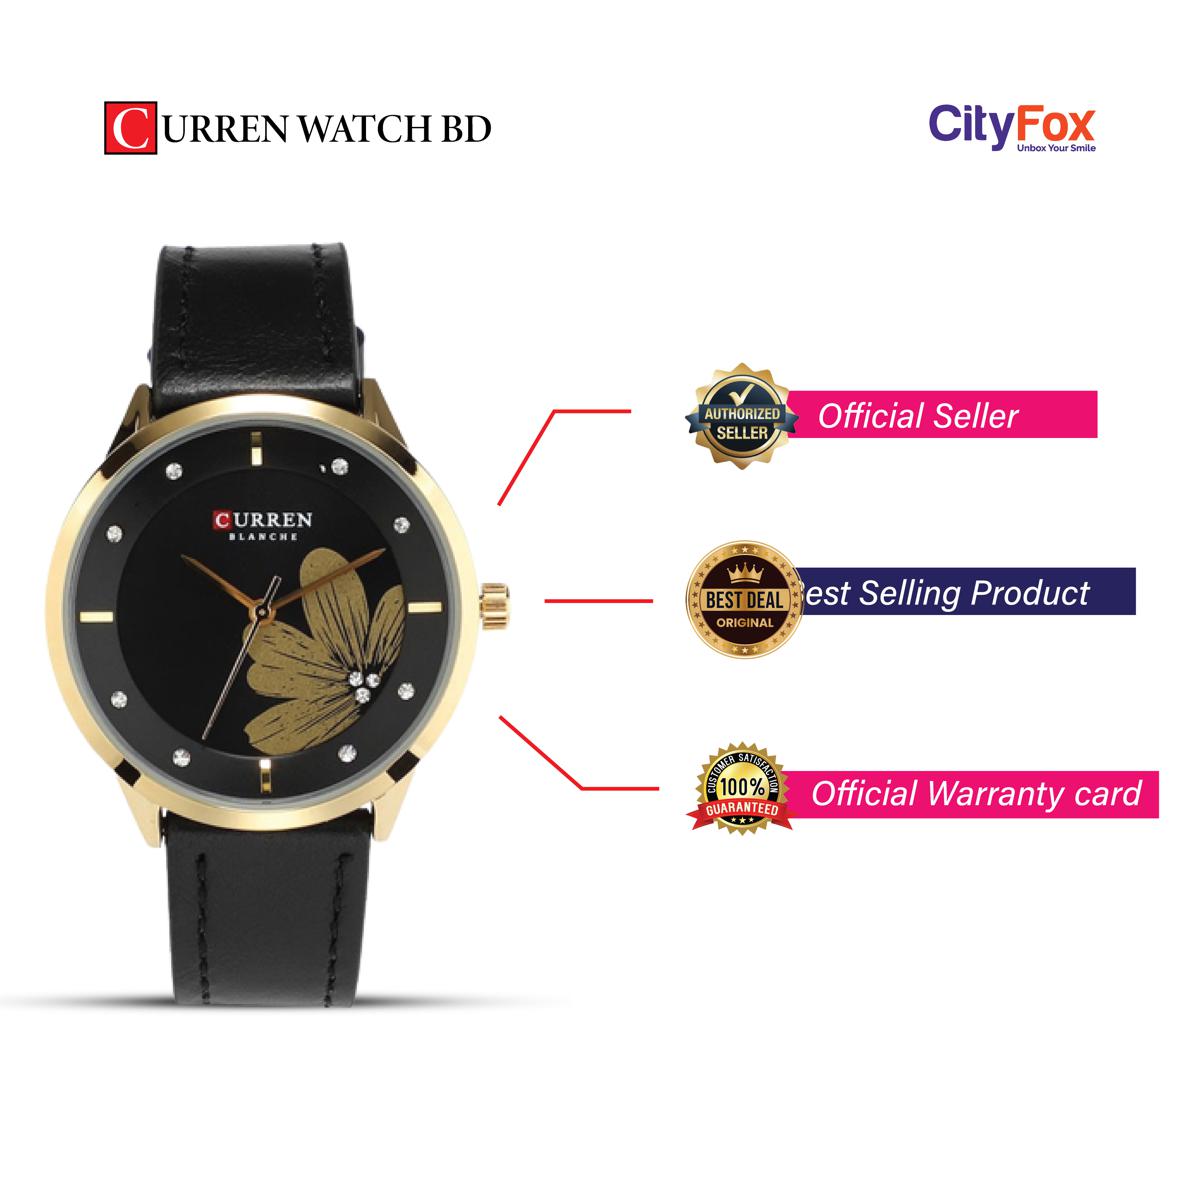 CURREN WATCH BD
CityFox
Unbox Your Smile
CURREN
BLANCHE
AUTHORIZED
SELLER
Official Seller
BEST DEAL
ORIGINAL
est Selling Product
CUSTOMER SATISFACTION
100%
GUARANTEED
Official Warranty card